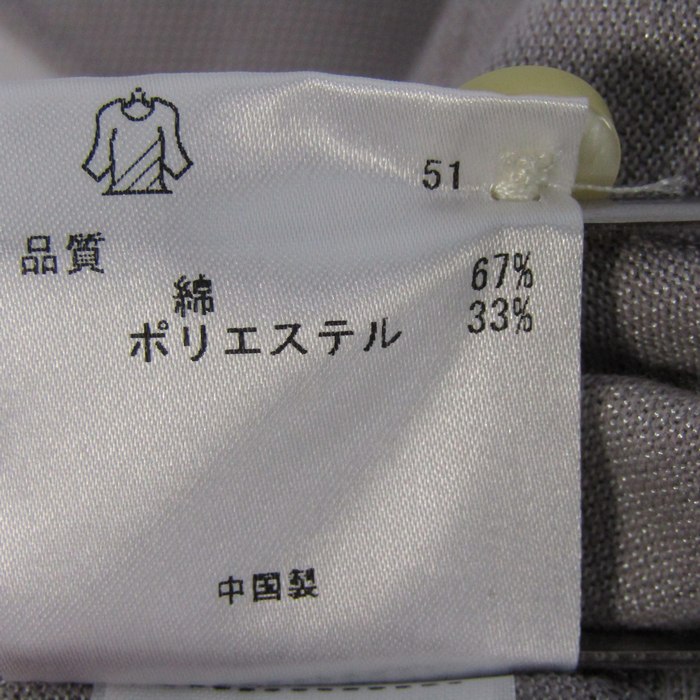 51
品質
綿 67%
ポリエステル 33%
中国製